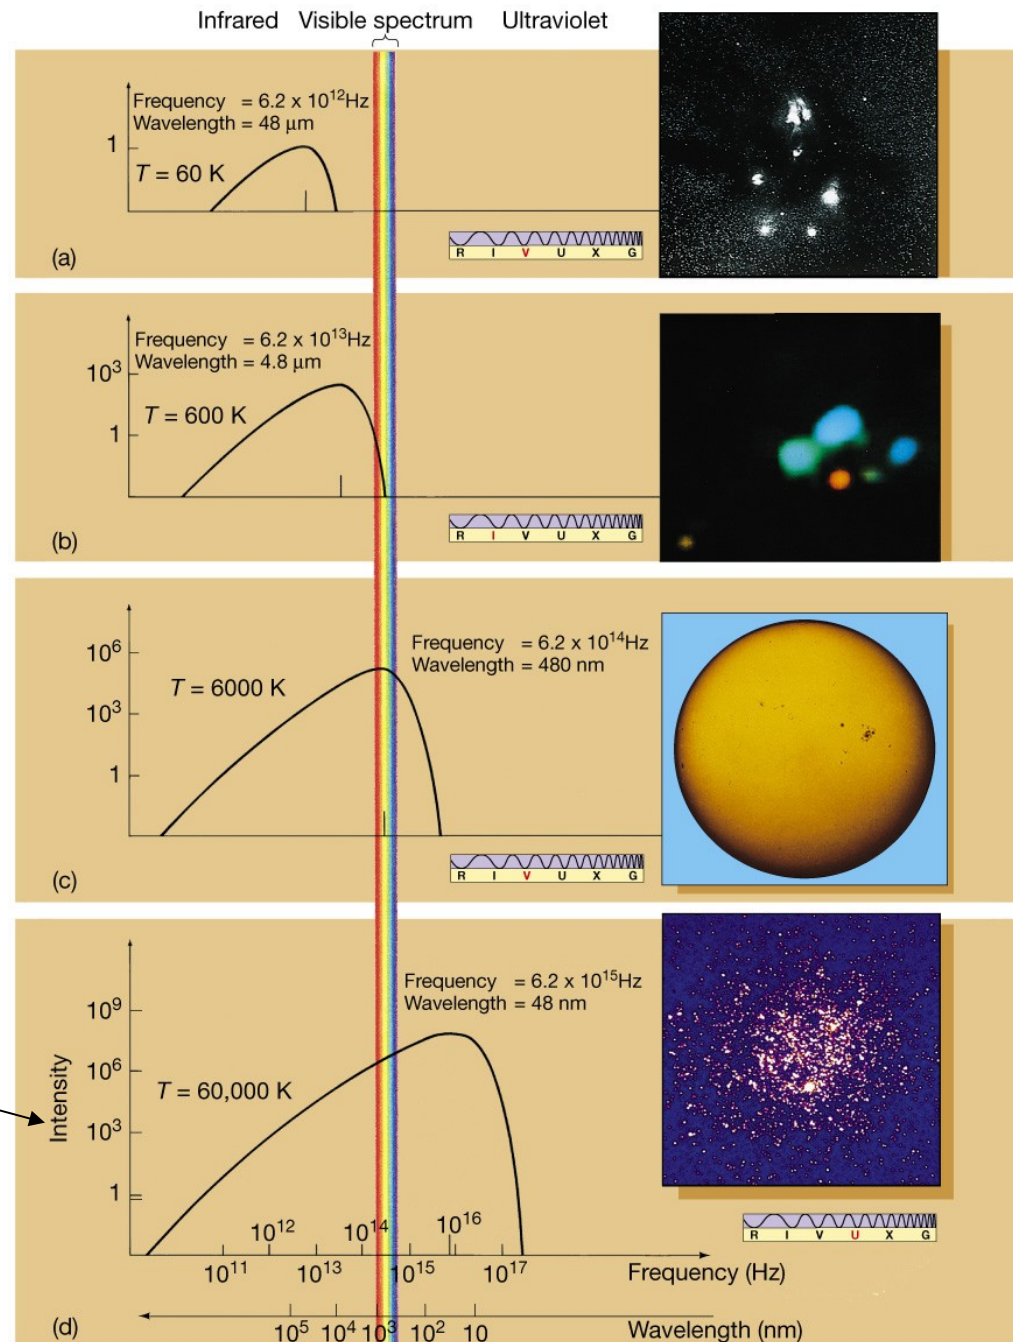 Infrared Visible spectrum Ultraviolet
Frequency = 6.2 x 10¹²Hz
Wavelength = 48 μm
1
T = 60 K
R I V U X G
(a)
Frequency = 6.2 x 10¹³Hz
Wavelength = 4.8 μm
10³
T = 600 K
1
R I V U X G
(b)
Frequency = 6.2 x 10¹⁴Hz
Wavelength = 480 nm
10⁶
T = 6000 K
10³
1
R I V U X G
(c)
Frequency = 6.2 x 10¹⁵Hz
Wavelength = 48 nm
10⁹
10⁶
T = 60,000 K
Intensity
10³
1
R I V U X G
10¹² 10¹⁴ 10¹⁶
10¹¹ 10¹³ 10¹⁵ 10¹⁷ Frequency (Hz)
(d) 10⁵ 10⁴ 10³ 10² 10 Wavelength (nm)